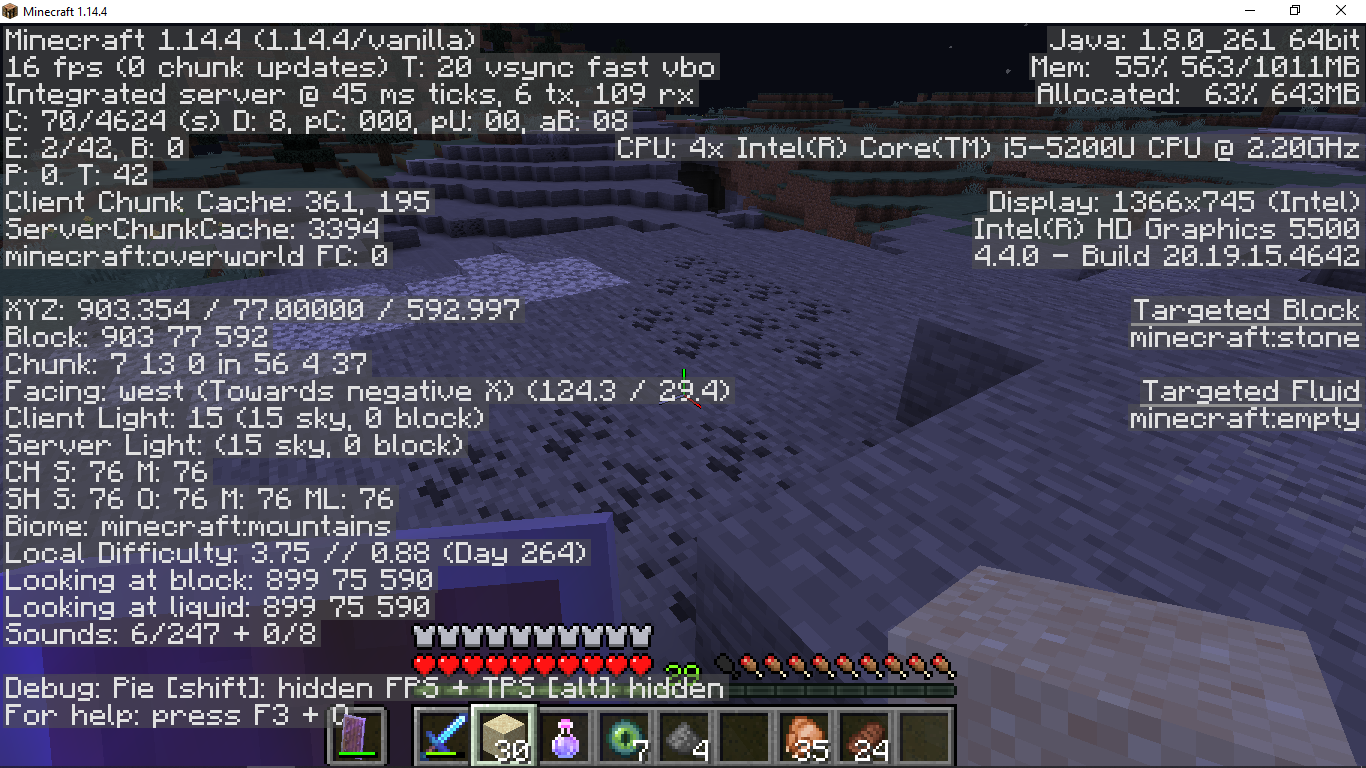 Minecraft 1.14.4
Minecraft 1.14.4 (1.14.4/vanilla)
16 fps (0 chunk updates) T: 20 vsync fast vbo
Integrated server @ 45 ms ticks, 6 tx, 109 rx
C: 70/4624 (s) D: 8, pC: 000, pU: 00, aB: 08
E: 2/42, B: 0
P: 0. T: 42
Client Chunk Cache: 361, 195
ServerChunkCache: 3394
minecraft:overworld FC: 0
XYZ: 903.354 / 77.00000 / 592.997
Block: 903 77 592
Chunk: 7 13 0 in 56 4 37
Facing: west (Towards negative X) (124.3 / 29.4)
Client Light: 15 (15 sky, 0 block)
Server Light: (15 sky, 0 block)
CH S: 76 M: 76
SH S: 76 O: 76 M: 76 ML: 76
Biome: minecraft:mountains
Local Difficulty: 3.75 // 0.88 (Day 264)
Looking at block: 899 75 590
Looking at liquid: 899 75 590
Sounds: 6/247 + 0/8
Debug: Pie [shift]: hidden FPS + TPS [alt]: hidden
For help: press F3 + Q
Java: 1.8.0_261 64bit
Mem: 55% 563/1011MB
Allocated: 63% 643MB
CPU: 4x Intel(R) Core(TM) i5-5200U CPU @ 2.20GHz
Display: 1366x745 (Intel)
Intel(R) HD Graphics 5500
4.4.0 - Build 20.19.15.4642
Targeted Block
minecraft:stone
Targeted Fluid
minecraft:empty
30 7 4 35 24